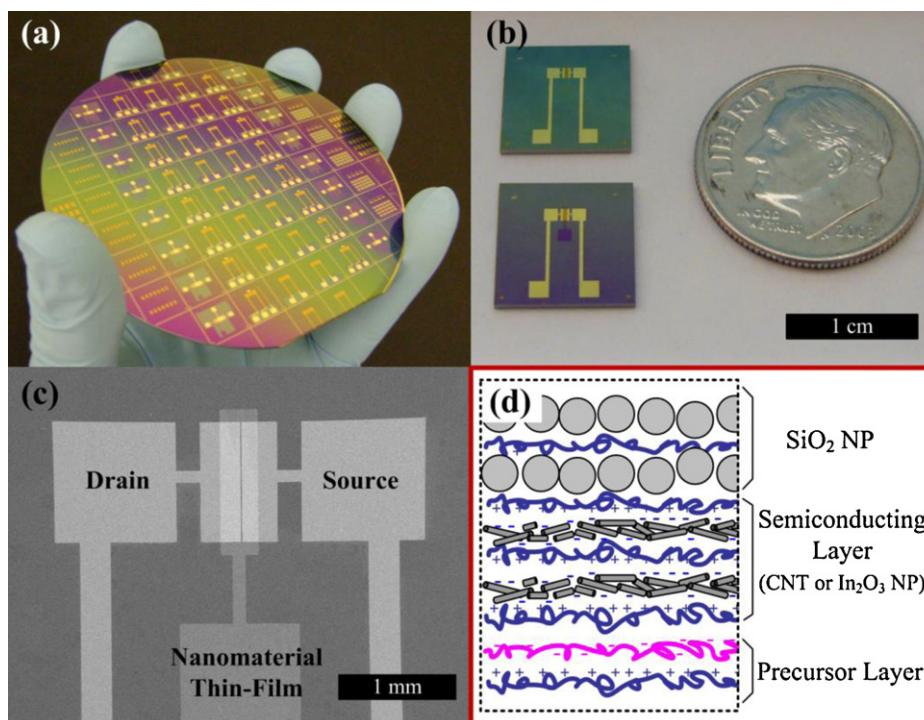 (a)
(b)
LIBERTY
IN GOD
WE TRUST
1 cm
(c)
Drain
Source
Nanomaterial
Thin-Film
1 mm
(d)
SiO₂ NP
Semiconducting
Layer
(CNT or In₂O₃ NP)
Precursor Layer